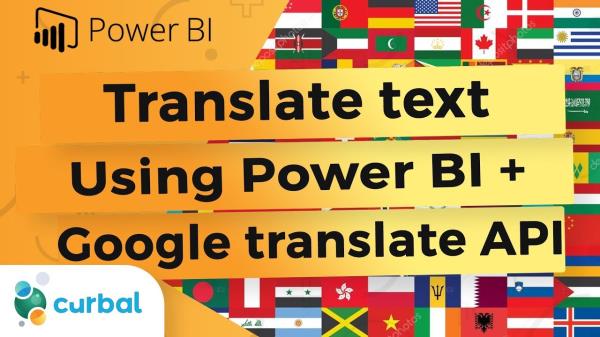 Power BI
Translate text
Using Power BI +
Google translate API
curbal